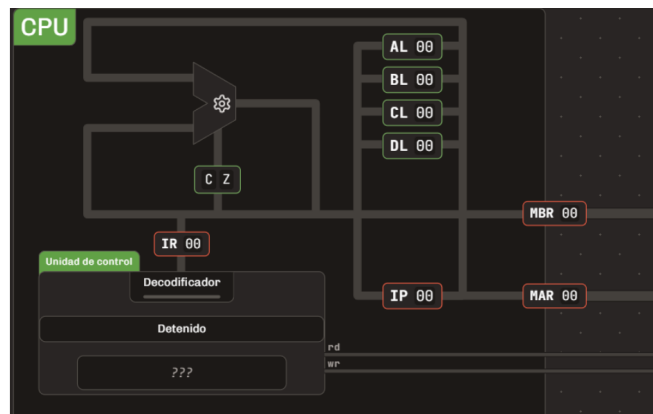 CPU
AL 00
BL 00
CL 00
DL 00
C Z
MBR 00
IR 00
Unidad de control
Decodificador
IP 00
MAR 00
Detenido
rd
wr
???